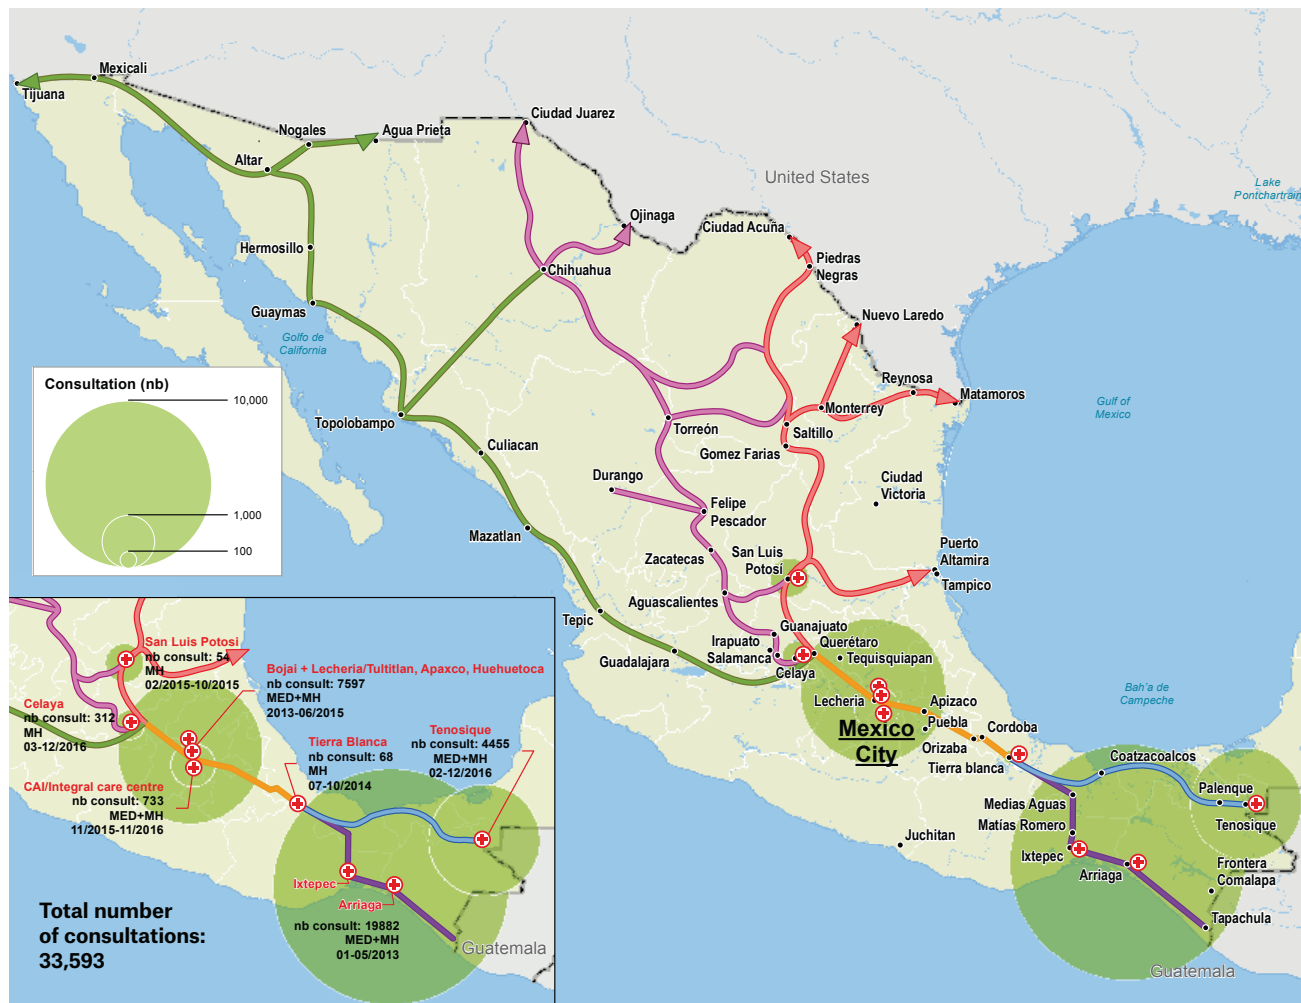 Mexicali
Tijuana
Nogales
Agua Prieta
Altar
Ciudad Juarez
United States
Lake
Pontchartrain
Ojinaga
Ciudad Acuña
Hermosillo
Chihuahua
Piedras
Negras
Guaymas
Nuevo Laredo
Golfo de
California
Consultation (nb)
10,000
1,000
100
Reynosa
Matamoros
Gulf of
Mexico
Topolobampo
Monterrey
Torreón
Saltillo
Culiacan
Gomez Farias
Durango
Ciudad
Victoria
Felipe
Pescador
Mazatlan
Zacatecas
San Luis
Potosí
Puerto
Altamira
Tampico
Aguascalientes
Tepic
Guanajuato
Irapuato
Salamanca
Querétaro
Tequisquiapan
Guadalajara
Celaya
Bah'a de
Campeche
Lecheria
Apizaco
Mexico
City
Puebla
Cordoba
Orizaba
Tierra blanca
Coatzacoalcos
Palenque
Medias Aguas
Tenosique
Matías Romero
Juchitan
Ixtepec
Arriaga
Frontera
Comalapa
Tapachula
Guatemala
San Luis Potosi
nb consult: 54
MH
02/2015-10/2015
Bojai + Lecheria/Tultitlan, Apaxco, Huehuetoca
nb consult: 7597
MED+MH
2013-06/2015
Celaya
nb consult: 312
MH
03-12/2016
Tenosique
nb consult: 4455
MED+MH
02-12/2016
Tierra Blanca
nb consult: 68
MH
07-10/2014
CAI/Integral care centre
nb consult: 733
MED+MH
11/2015-11/2016
Ixtepec
Arriaga
nb consult: 19882
MED+MH
01-05/2013
Guatemala
Total number
of consultations:
33,593